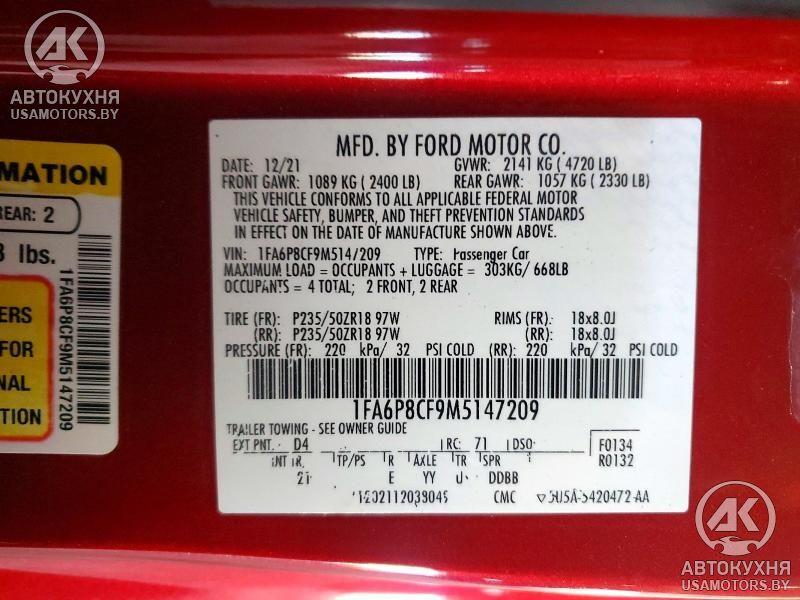 AK
АВТОКУХНЯ
USAMOTORS.BY
MFD. BY FORD MOTOR CO.
DATE: 12/21 GVWR: 2141 KG ( 4720 LB)
FRONT GAWR: 1089 KG ( 2400 LB) REAR GAWR: 1057 KG ( 2330 LB)
THIS VEHICLE CONFORMS TO ALL APPLICABLE FEDERAL MOTOR
VEHICLE SAFETY, BUMPER, AND THEFT PREVENTION STANDARDS
IN EFFECT ON THE DATE OF MANUFACTURE SHOWN ABOVE.
VIN: 1FA6P8CF9M5147209 TYPE: Passenger Car
MAXIMUM LOAD = OCCUPANTS + LUGGAGE = 303KG/ 668LB
OCCUPANTS = 4 TOTAL; 2 FRONT, 2 REAR
TIRE (FR): P235/50ZR18 97W RIMS (FR): 18x8.0J
(RR): P235/50ZR18 97W (RR): 18x8.0J
PRESSURE (FR): 220 kPa/ 32 PSI COLD (RR): 220 kPa/ 32 PSI COLD
1FA6P8CF9M5147209
TRAILER TOWING - SEE OWNER GUIDE
EXT PNT: D4 RC: 71 DSO: F0134
INT TR. TP/PS R AXLE TR SPR R0132
E YY DDBB
CMC
RMATION
REAR: 2
lbs.
1FA6P8CF9M5147209
ERS
FOR
NAL
AK
АВТОКУХНЯ
USAMOTORS.BY